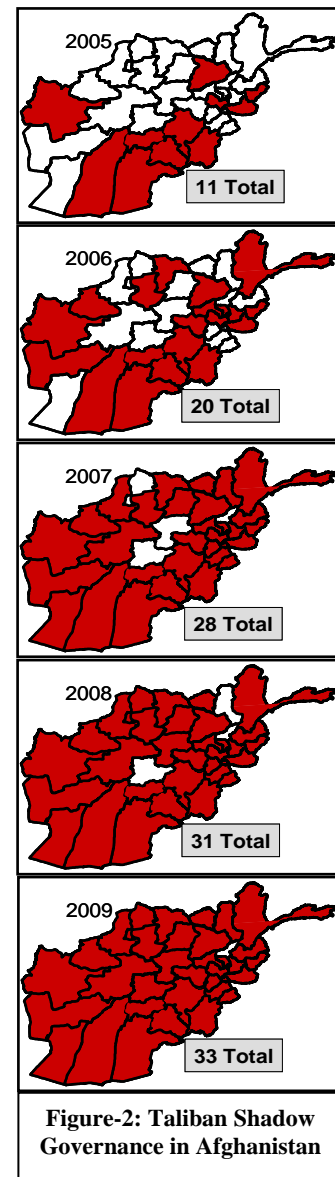 2005
11 Total
2006
20 Total
2007
28 Total
2008
31 Total
2009
33 Total
Figure-2: Taliban Shadow
Governance in Afghanistan